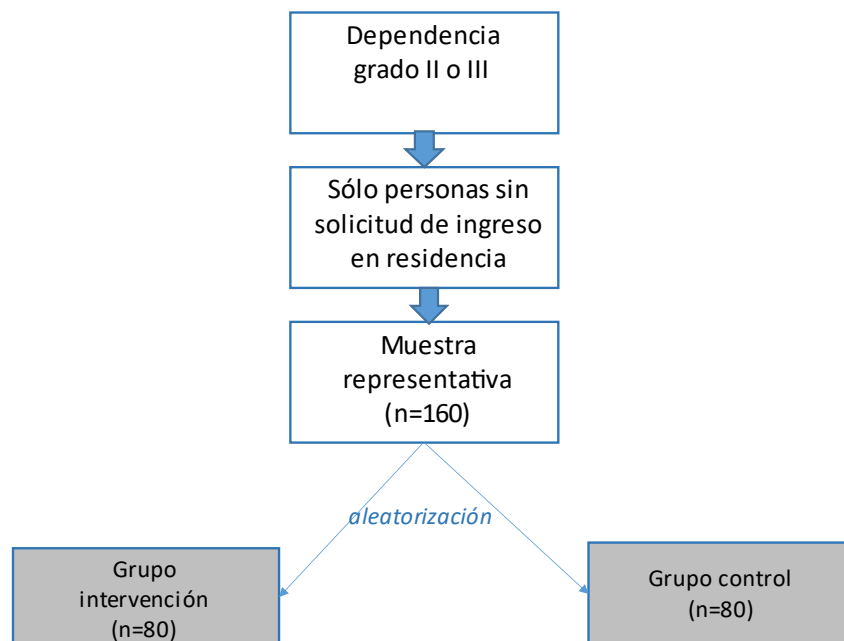 Dependencia
grado II o III
Sólo personas sin
solicitud de ingreso
en residencia
Muestra
representativa
(n=160)
aleatorización
Grupo
intervención
(n=80)
Grupo control
(n=80)